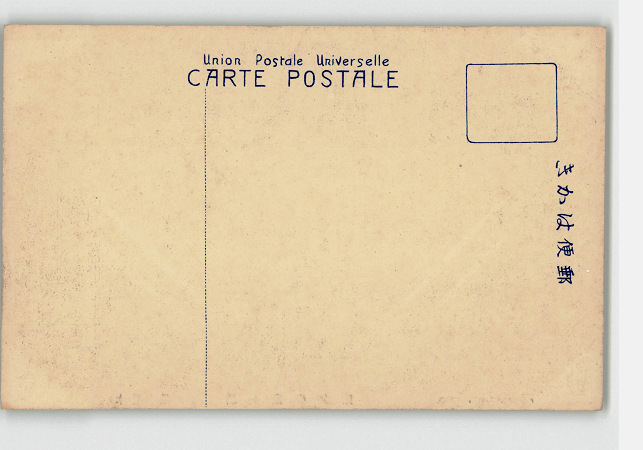 Union Postale Universelle
CARTE POSTALE
きかは便郵